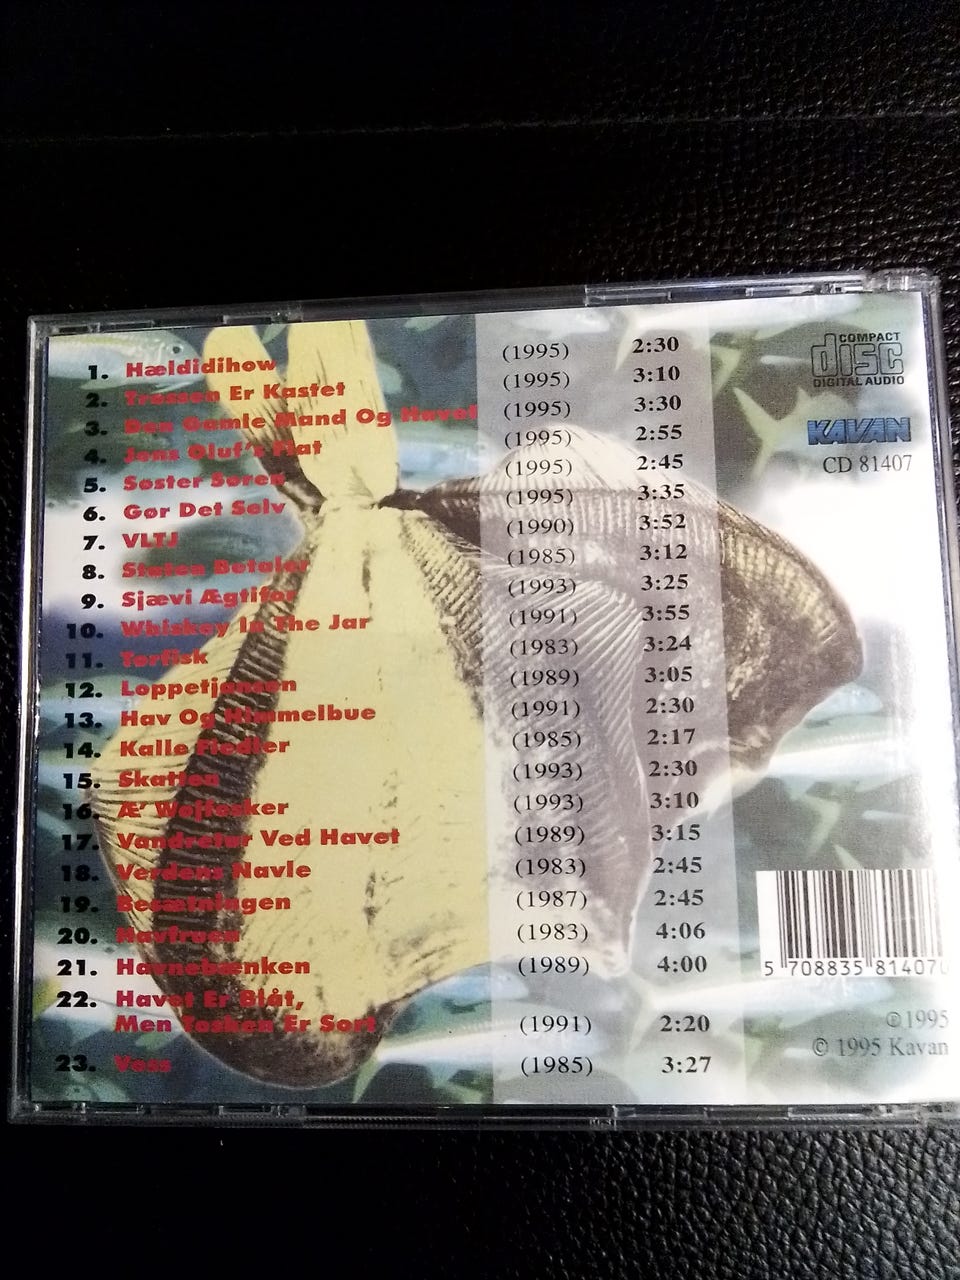 1. Hældidihow (1995) 2:30
2. Trossen Er Kastet (1995) 3:10
3. Den Gamle Mand Og Havet (1995) 3:30
4. Jens Oluf's Fiat (1995) 2:55
5. Søster Søren (1995) 2:45
6. Gør Det Selv (1995) 3:35
7. VLTJ (1990) 3:52
8. Staten Betaler (1985) 3:12
9. Sjævi Ægtifor (1993) 3:25
10. Whiskey In The Jar (1991) 3:55
11. Tørfisk (1983) 3:24
12. Loppetjansen (1989) 3:05
13. Hav Og Himmelbue (1991) 2:30
14. Kalle Fiedler (1985) 2:17
15. Skatten (1993) 2:30
16. Æ' Wolfesker (1993) 3:10
17. Vandretur Ved Havet (1989) 3:15
18. Verdens Navle (1983) 2:45
19. Besætningen (1987) 2:45
20. Havfruen (1983) 4:06
21. Havnebænken (1989) 4:00
22. Havet Er Blåt,
Men Tosken Er Sort (1991) 2:20
23. Vass (1985) 3:27
COMPACT
disc
DIGITAL AUDIO
KAVAN
CD 81407
5 708835 81407
℗ 1995
© 1995 Kavan